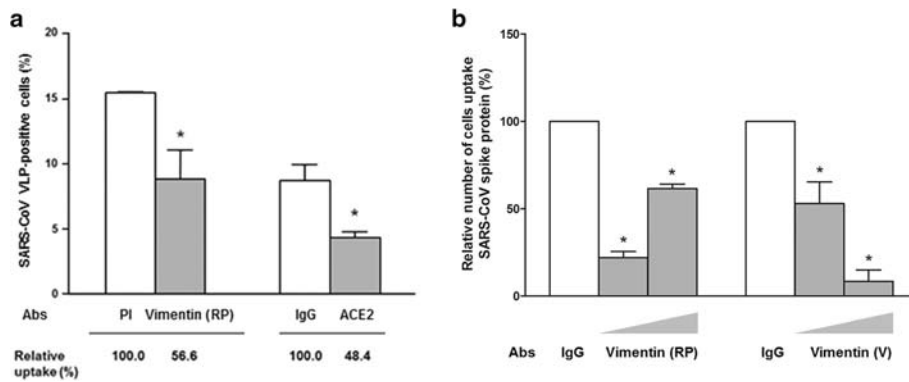 a
SARS-CoV VLP-positive cells (%)
20
15
10
5
0
*
*
Abs PI Vimentin (RP) IgG ACE2
Relative uptake (%) 100.0 56.6 100.0 48.4
b
Relative number of cells uptake
SARS-CoV spike protein (%)
150
100
50
0
*
*
*
*
Abs IgG Vimentin (RP) IgG Vimentin (V)